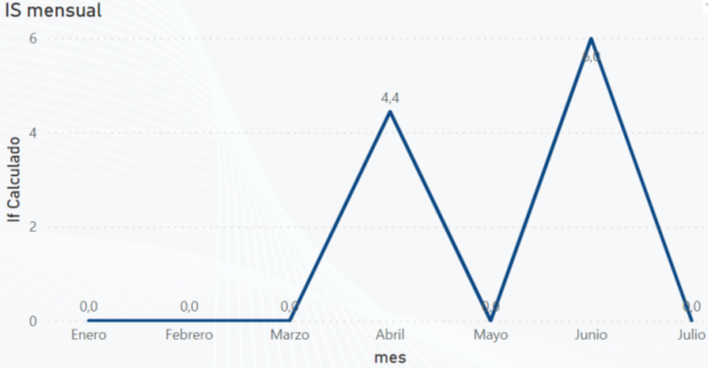 IS mensual
6
4
2
0
If Calculado
0,0
0,0
0,0
4,4
0,0
6,0
0,0
Enero
Febrero
Marzo
Abril
Mayo
Junio
Julio
mes